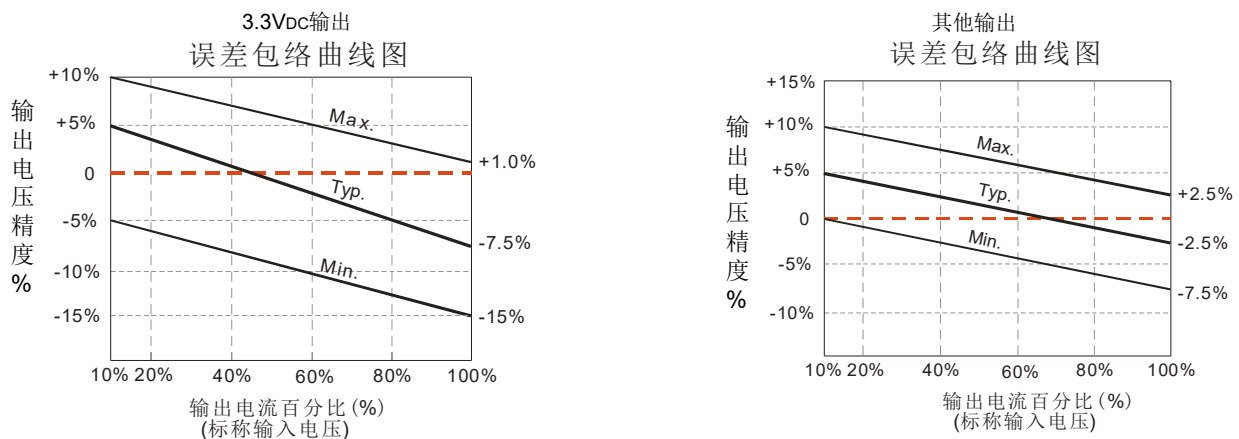 3.3VDC输出
误差包络曲线图
输出电压精度%
+10%
+5%
0
-5%
-10%
-15%
Max.
Typ.
Min.
+1.0%
-7.5%
-15%
10% 20% 40% 60% 80% 100%
输出电流百分比(%)
(标称输入电压)
其他输出
误差包络曲线图
输出电压精度%
+15%
+10%
+5%
0
-5%
-10%
Max.
Typ.
Min.
+2.5%
-2.5%
-7.5%
10% 20% 40% 60% 80% 100%
输出电流百分比(%)
(标称输入电压)